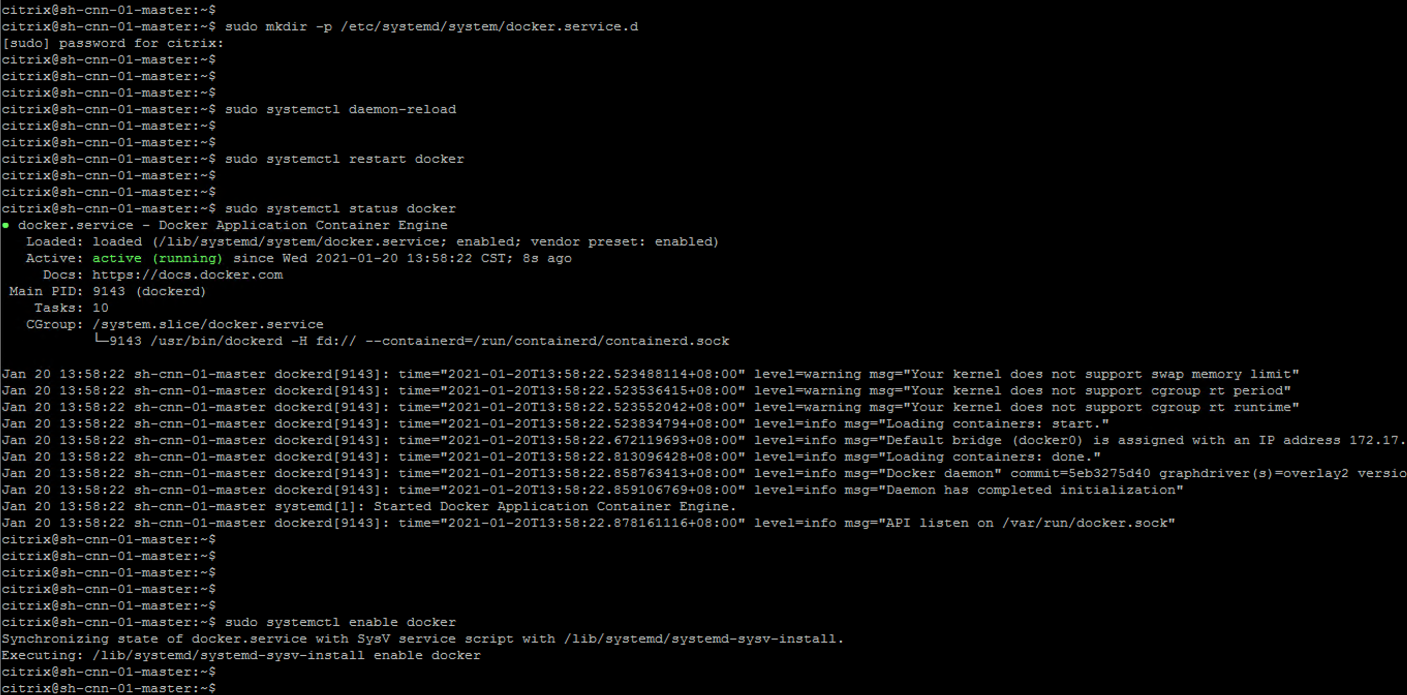 citrix@sh-cnn-01-master:~$
citrix@sh-cnn-01-master:~$ sudo mkdir -p /etc/systemd/system/docker.service.d
[sudo] password for citrix:
citrix@sh-cnn-01-master:~$
citrix@sh-cnn-01-master:~$
citrix@sh-cnn-01-master:~$
citrix@sh-cnn-01-master:~$ sudo systemctl daemon-reload
citrix@sh-cnn-01-master:~$
citrix@sh-cnn-01-master:~$
citrix@sh-cnn-01-master:~$ sudo systemctl restart docker
citrix@sh-cnn-01-master:~$
citrix@sh-cnn-01-master:~$
citrix@sh-cnn-01-master:~$ sudo systemctl status docker
● docker.service - Docker Application Container Engine
   Loaded: loaded (/lib/systemd/system/docker.service; enabled; vendor preset: enabled)
   Active: active (running) since Wed 2021-01-20 13:58:22 CST; 8s ago
     Docs: https://docs.docker.com
 Main PID: 9143 (dockerd)
    Tasks: 10
   CGroup: /system.slice/docker.service
           └─9143 /usr/bin/dockerd -H fd:// --containerd=/run/containerd/containerd.sock
Jan 20 13:58:22 sh-cnn-01-master dockerd[9143]: time="2021-01-20T13:58:22.523488114+08:00" level=warning msg="Your kernel does not support swap memory limit"
Jan 20 13:58:22 sh-cnn-01-master dockerd[9143]: time="2021-01-20T13:58:22.523536415+08:00" level=warning msg="Your kernel does not support cgroup rt period"
Jan 20 13:58:22 sh-cnn-01-master dockerd[9143]: time="2021-01-20T13:58:22.523552042+08:00" level=warning msg="Your kernel does not support cgroup rt runtime"
Jan 20 13:58:22 sh-cnn-01-master dockerd[9143]: time="2021-01-20T13:58:22.523834794+08:00" level=info msg="Loading containers: start."
Jan 20 13:58:22 sh-cnn-01-master dockerd[9143]: time="2021-01-20T13:58:22.672119693+08:00" level=info msg="Default bridge (docker0) is assigned with an IP address 172.17.
Jan 20 13:58:22 sh-cnn-01-master dockerd[9143]: time="2021-01-20T13:58:22.813096428+08:00" level=info msg="Loading containers: done."
Jan 20 13:58:22 sh-cnn-01-master dockerd[9143]: time="2021-01-20T13:58:22.858763413+08:00" level=info msg="Docker daemon" commit=5eb3275d40 graphdriver(s)=overlay2 versio
Jan 20 13:58:22 sh-cnn-01-master dockerd[9143]: time="2021-01-20T13:58:22.859106769+08:00" level=info msg="Daemon has completed initialization"
Jan 20 13:58:22 sh-cnn-01-master systemd[1]: Started Docker Application Container Engine.
Jan 20 13:58:22 sh-cnn-01-master dockerd[9143]: time="2021-01-20T13:58:22.878161116+08:00" level=info msg="API listen on /var/run/docker.sock"
citrix@sh-cnn-01-master:~$
citrix@sh-cnn-01-master:~$
citrix@sh-cnn-01-master:~$
citrix@sh-cnn-01-master:~$
citrix@sh-cnn-01-master:~$
citrix@sh-cnn-01-master:~$ sudo systemctl enable docker
Synchronizing state of docker.service with SysV service script with /lib/systemd/systemd-sysv-install.
Executing: /lib/systemd/systemd-sysv-install enable docker
citrix@sh-cnn-01-master:~$
citrix@sh-cnn-01-master:~$